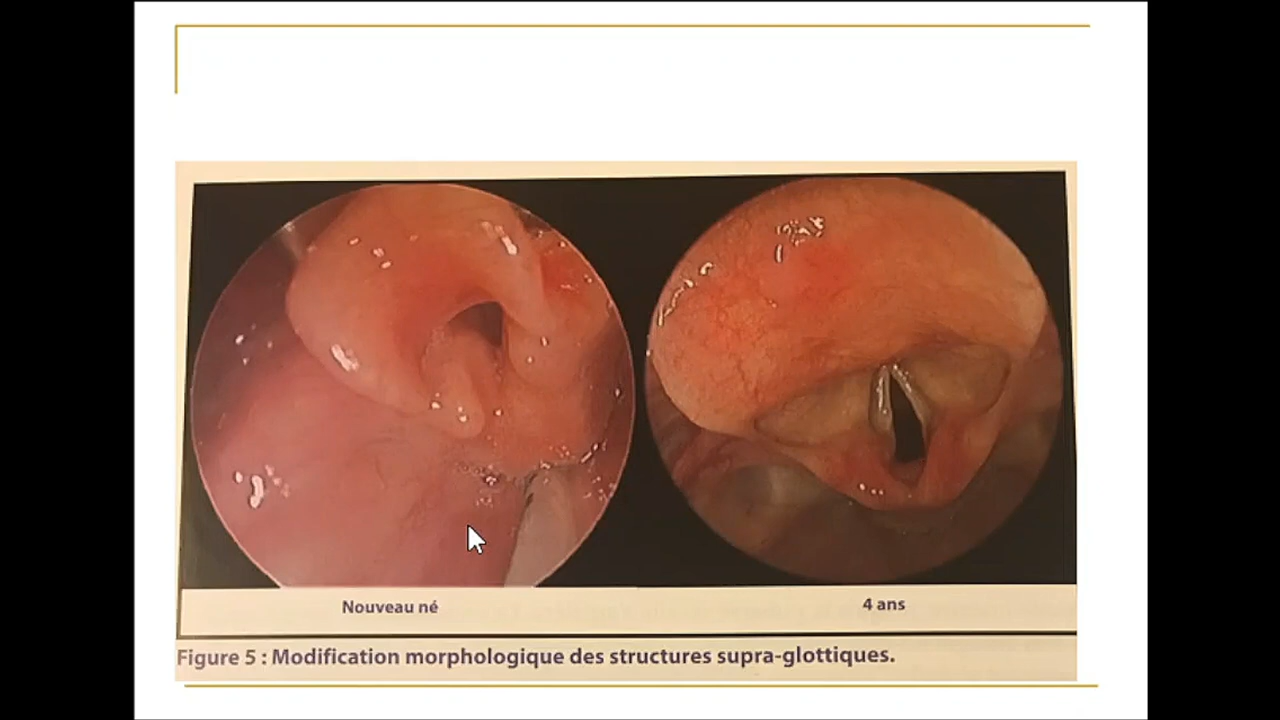 Nouveau né
4 ans
Figure 5 : Modification morphologique des structures supra-glottiques.